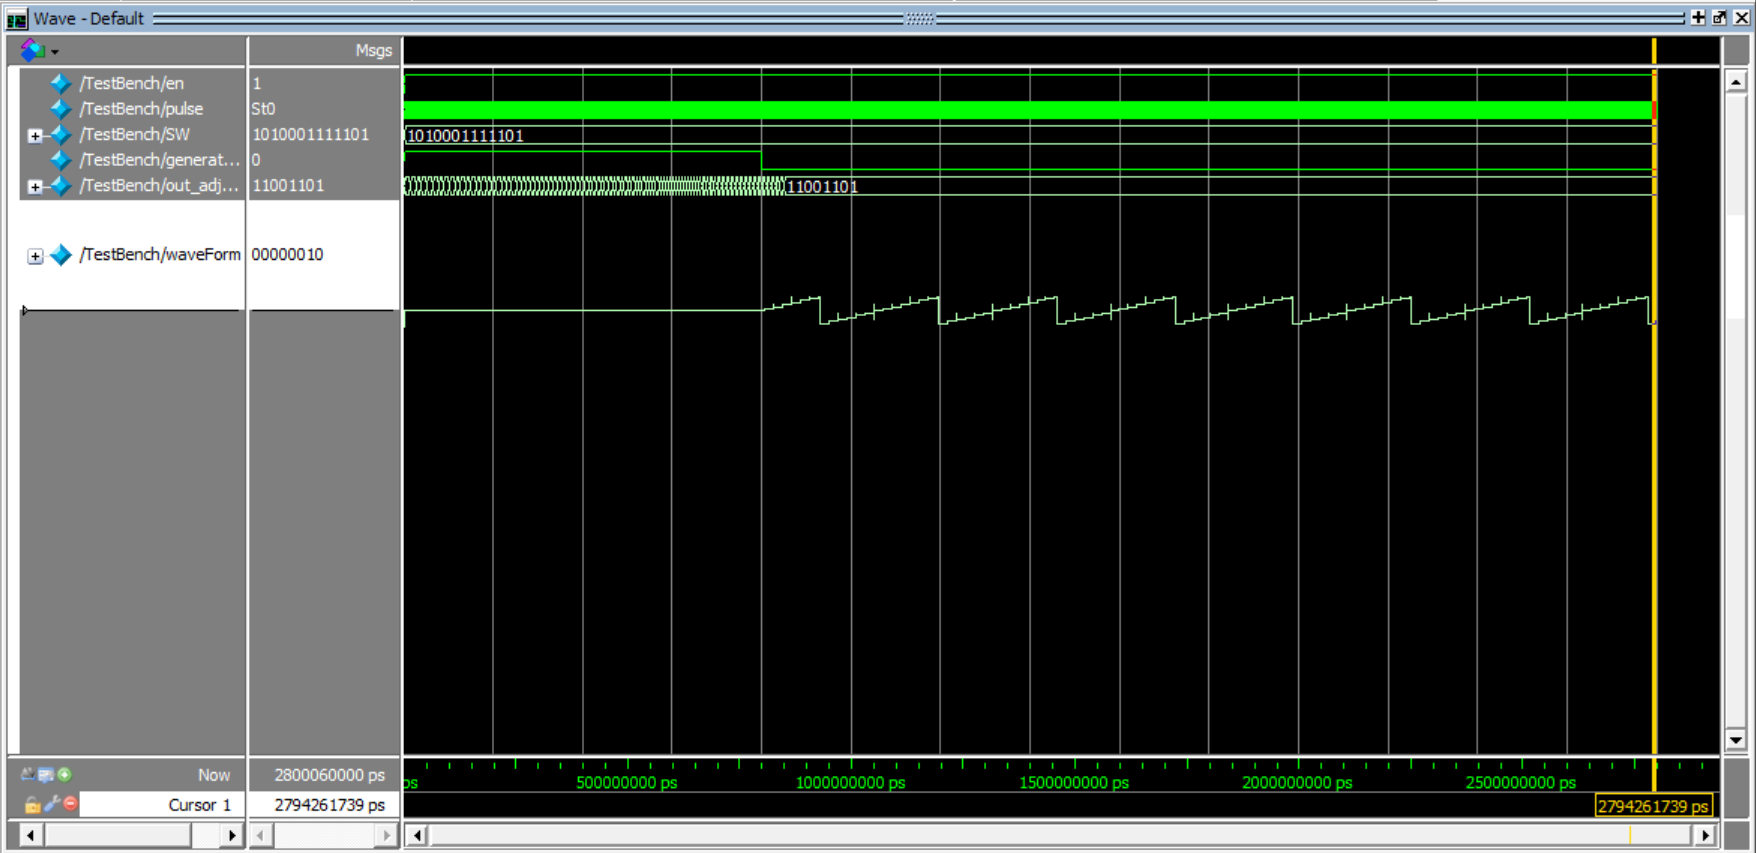 Wave - Default
Msgs
/TestBench/en 1
/TestBench/pulse St0
/TestBench/SW 1010001111101 1010001111101
/TestBench/generat... 0
/TestBench/out_adj... 11001101 11001101
/TestBench/waveForm 00000010
Now 2800060000 ps ps 500000000 ps 1000000000 ps 1500000000 ps 2000000000 ps 2500000000 ps
Cursor 1 2794261739 ps 2794261739 ps